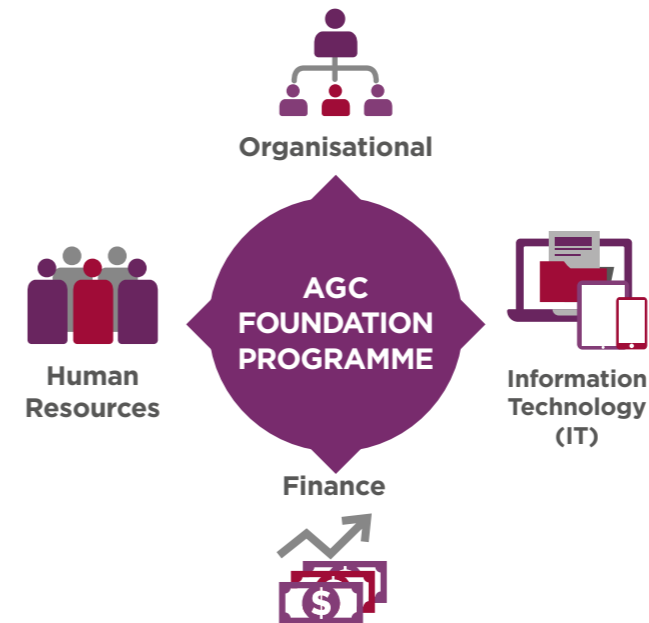 Organisational
AGC
FOUNDATION
PROGRAMME
Human
Resources
Information
Technology
(IT)
Finance
$